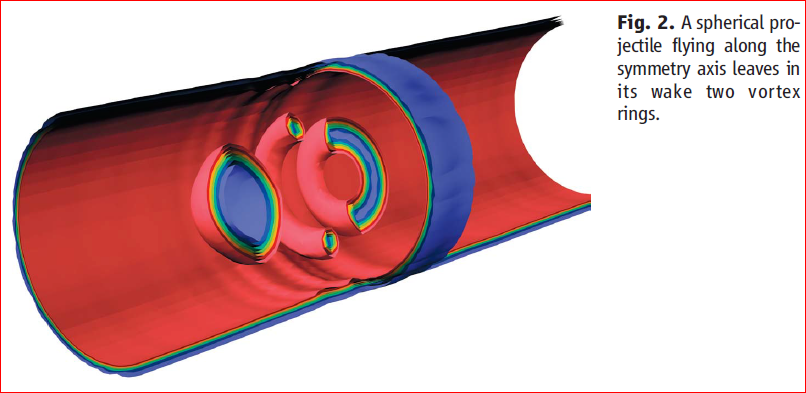 Fig. 2. A spherical pro-
jectile flying along the
symmetry axis leaves in
its wake two vortex
rings.